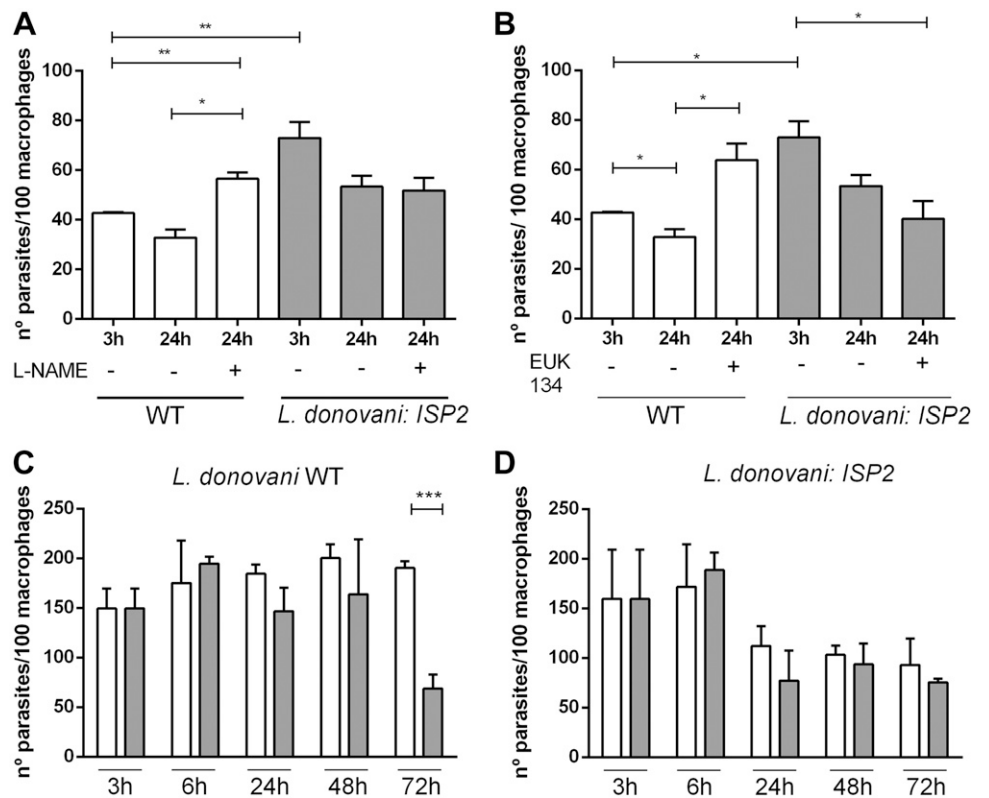 A
nº parasites/100 macrophages
100
80
60
40
20
0
**
**
*
3h 24h 24h 3h 24h 24h
L-NAME - - + - - +
WT L. donovani: ISP2
B
nº parasites/ 100 macrophages
100
80
60
40
20
0
*
*
*
*
3h 24h 24h 3h 24h 24h
EUK 134 - - + - - +
WT L. donovani: ISP2
C
L. donovani WT
nº parasites/100 macrophages
250
200
150
100
50
0
***
3h 6h 24h 48h 72h
D
L. donovani: ISP2
nº parasites/100 macrophages
250
200
150
100
50
0
3h 6h 24h 48h 72h